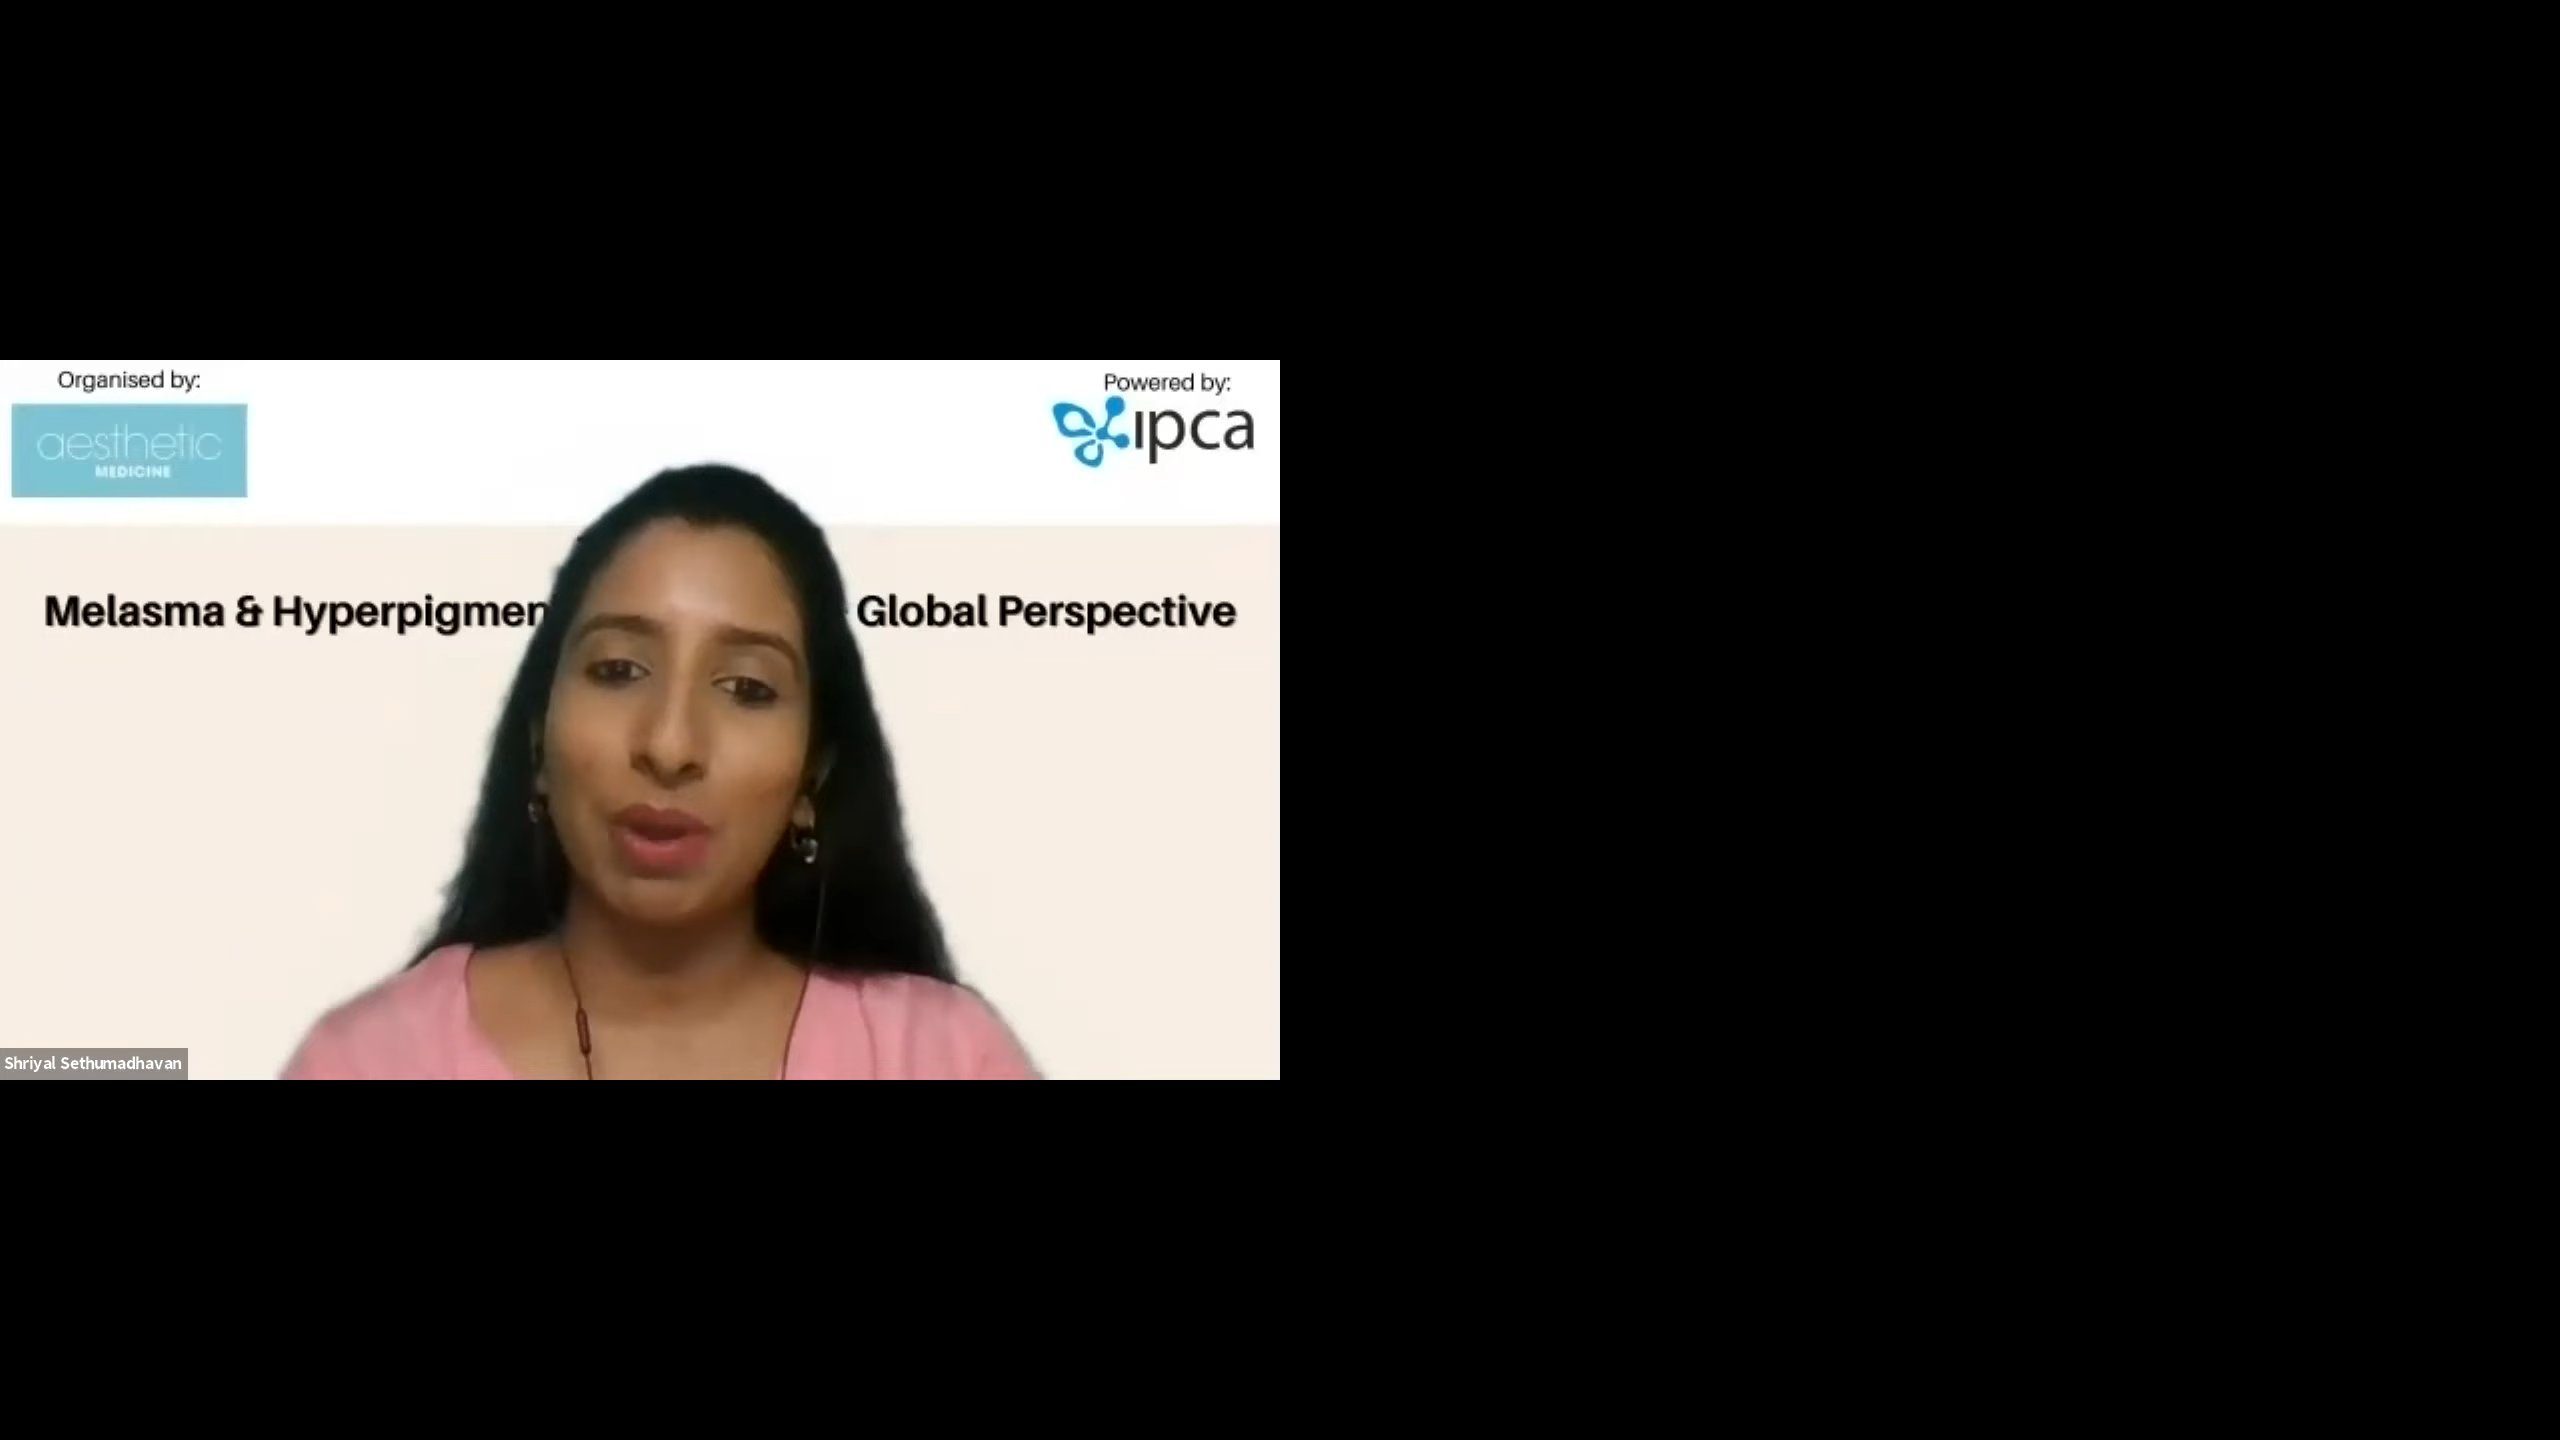 Organised by:
Powered by:
aesthetic
MEDICINE
ipca
Melasma & Hyperpigmen Global Perspective
Shriyal Sethumadhavan